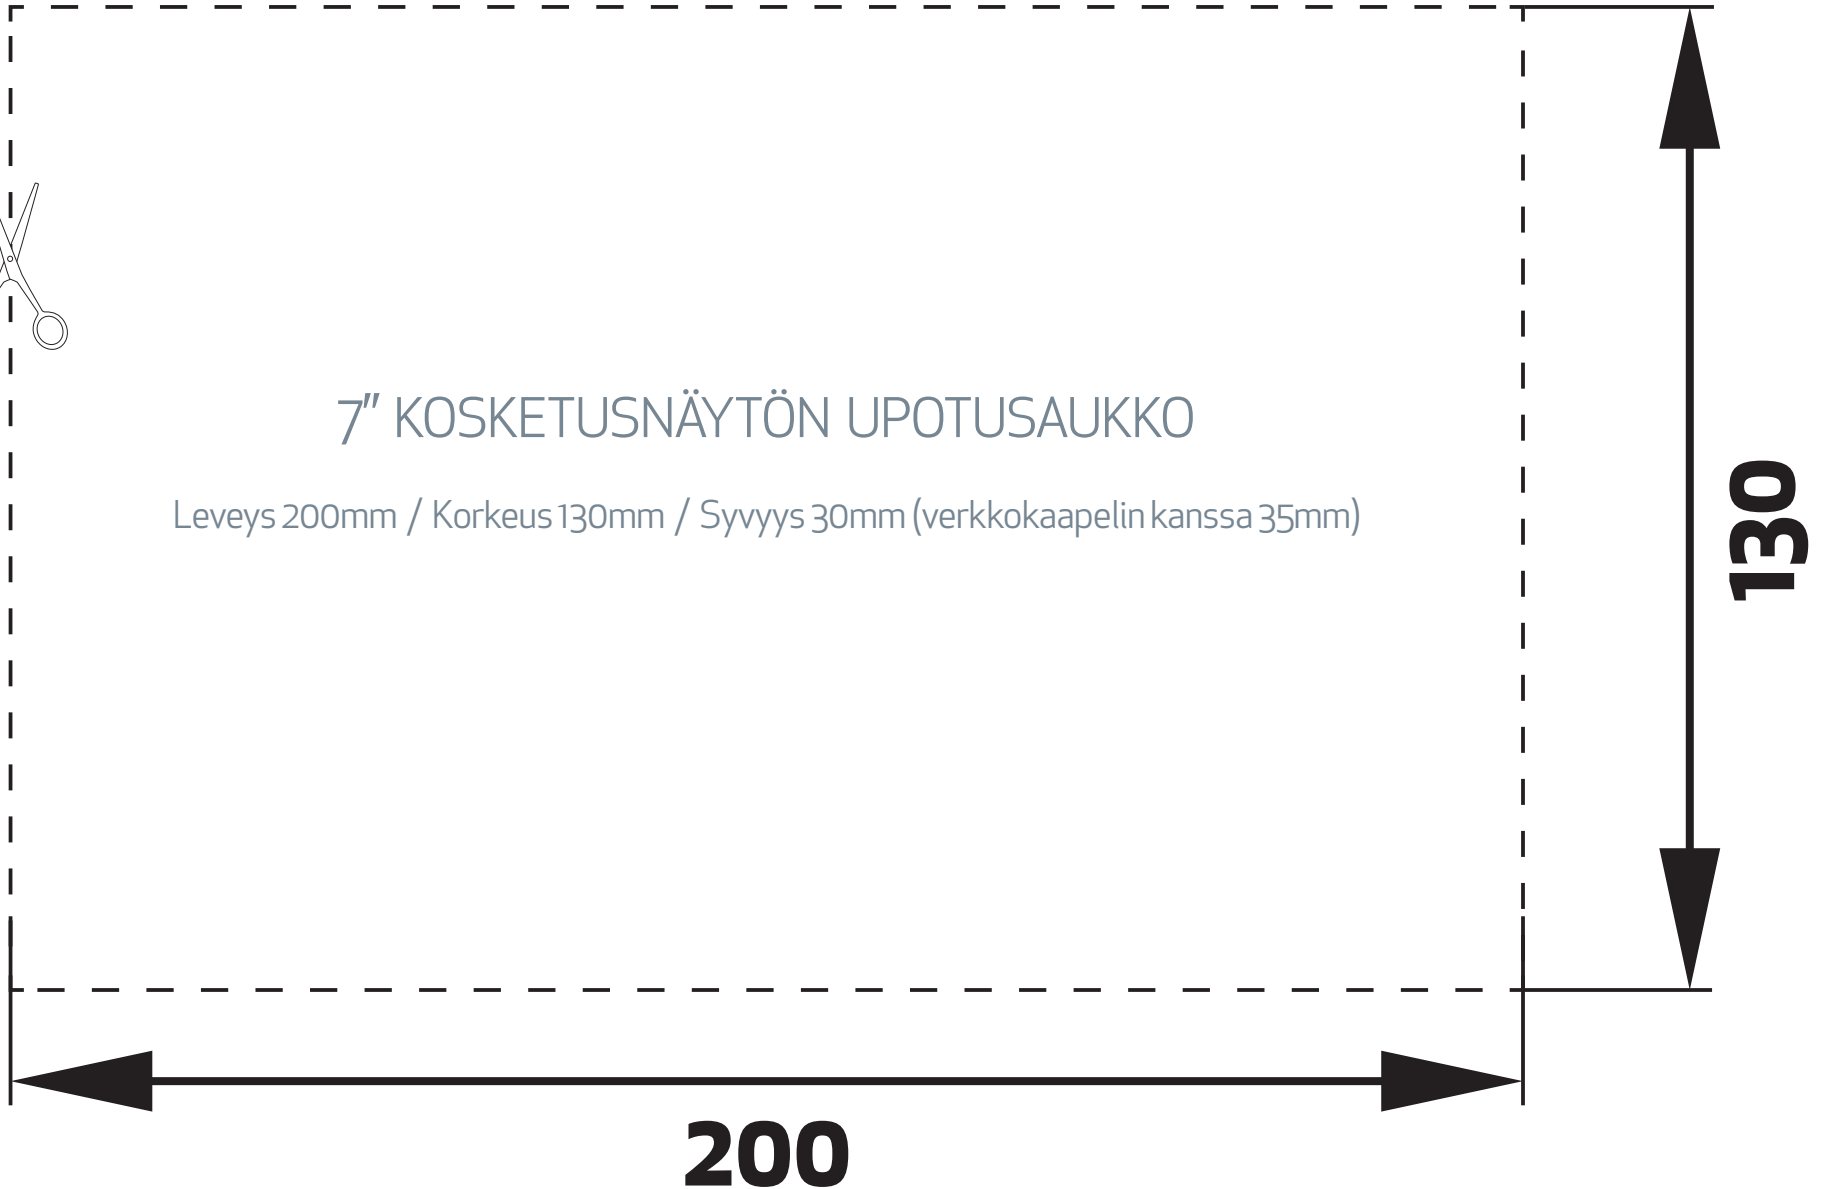 7" KOSKETUSNÄYTÖN UPOTUSAUKKO
Leveys 200mm / Korkeus 130mm / Syvyys 30mm (verkkokaapelin kanssa 35mm)
130
200